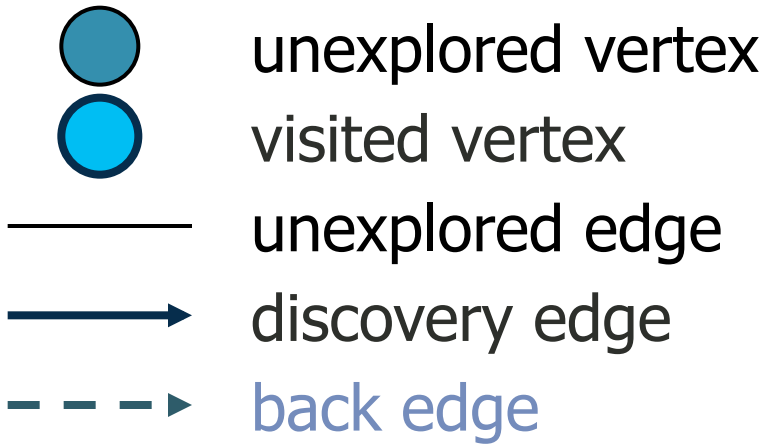 unexplored vertex
visited vertex
unexplored edge
discovery edge
back edge